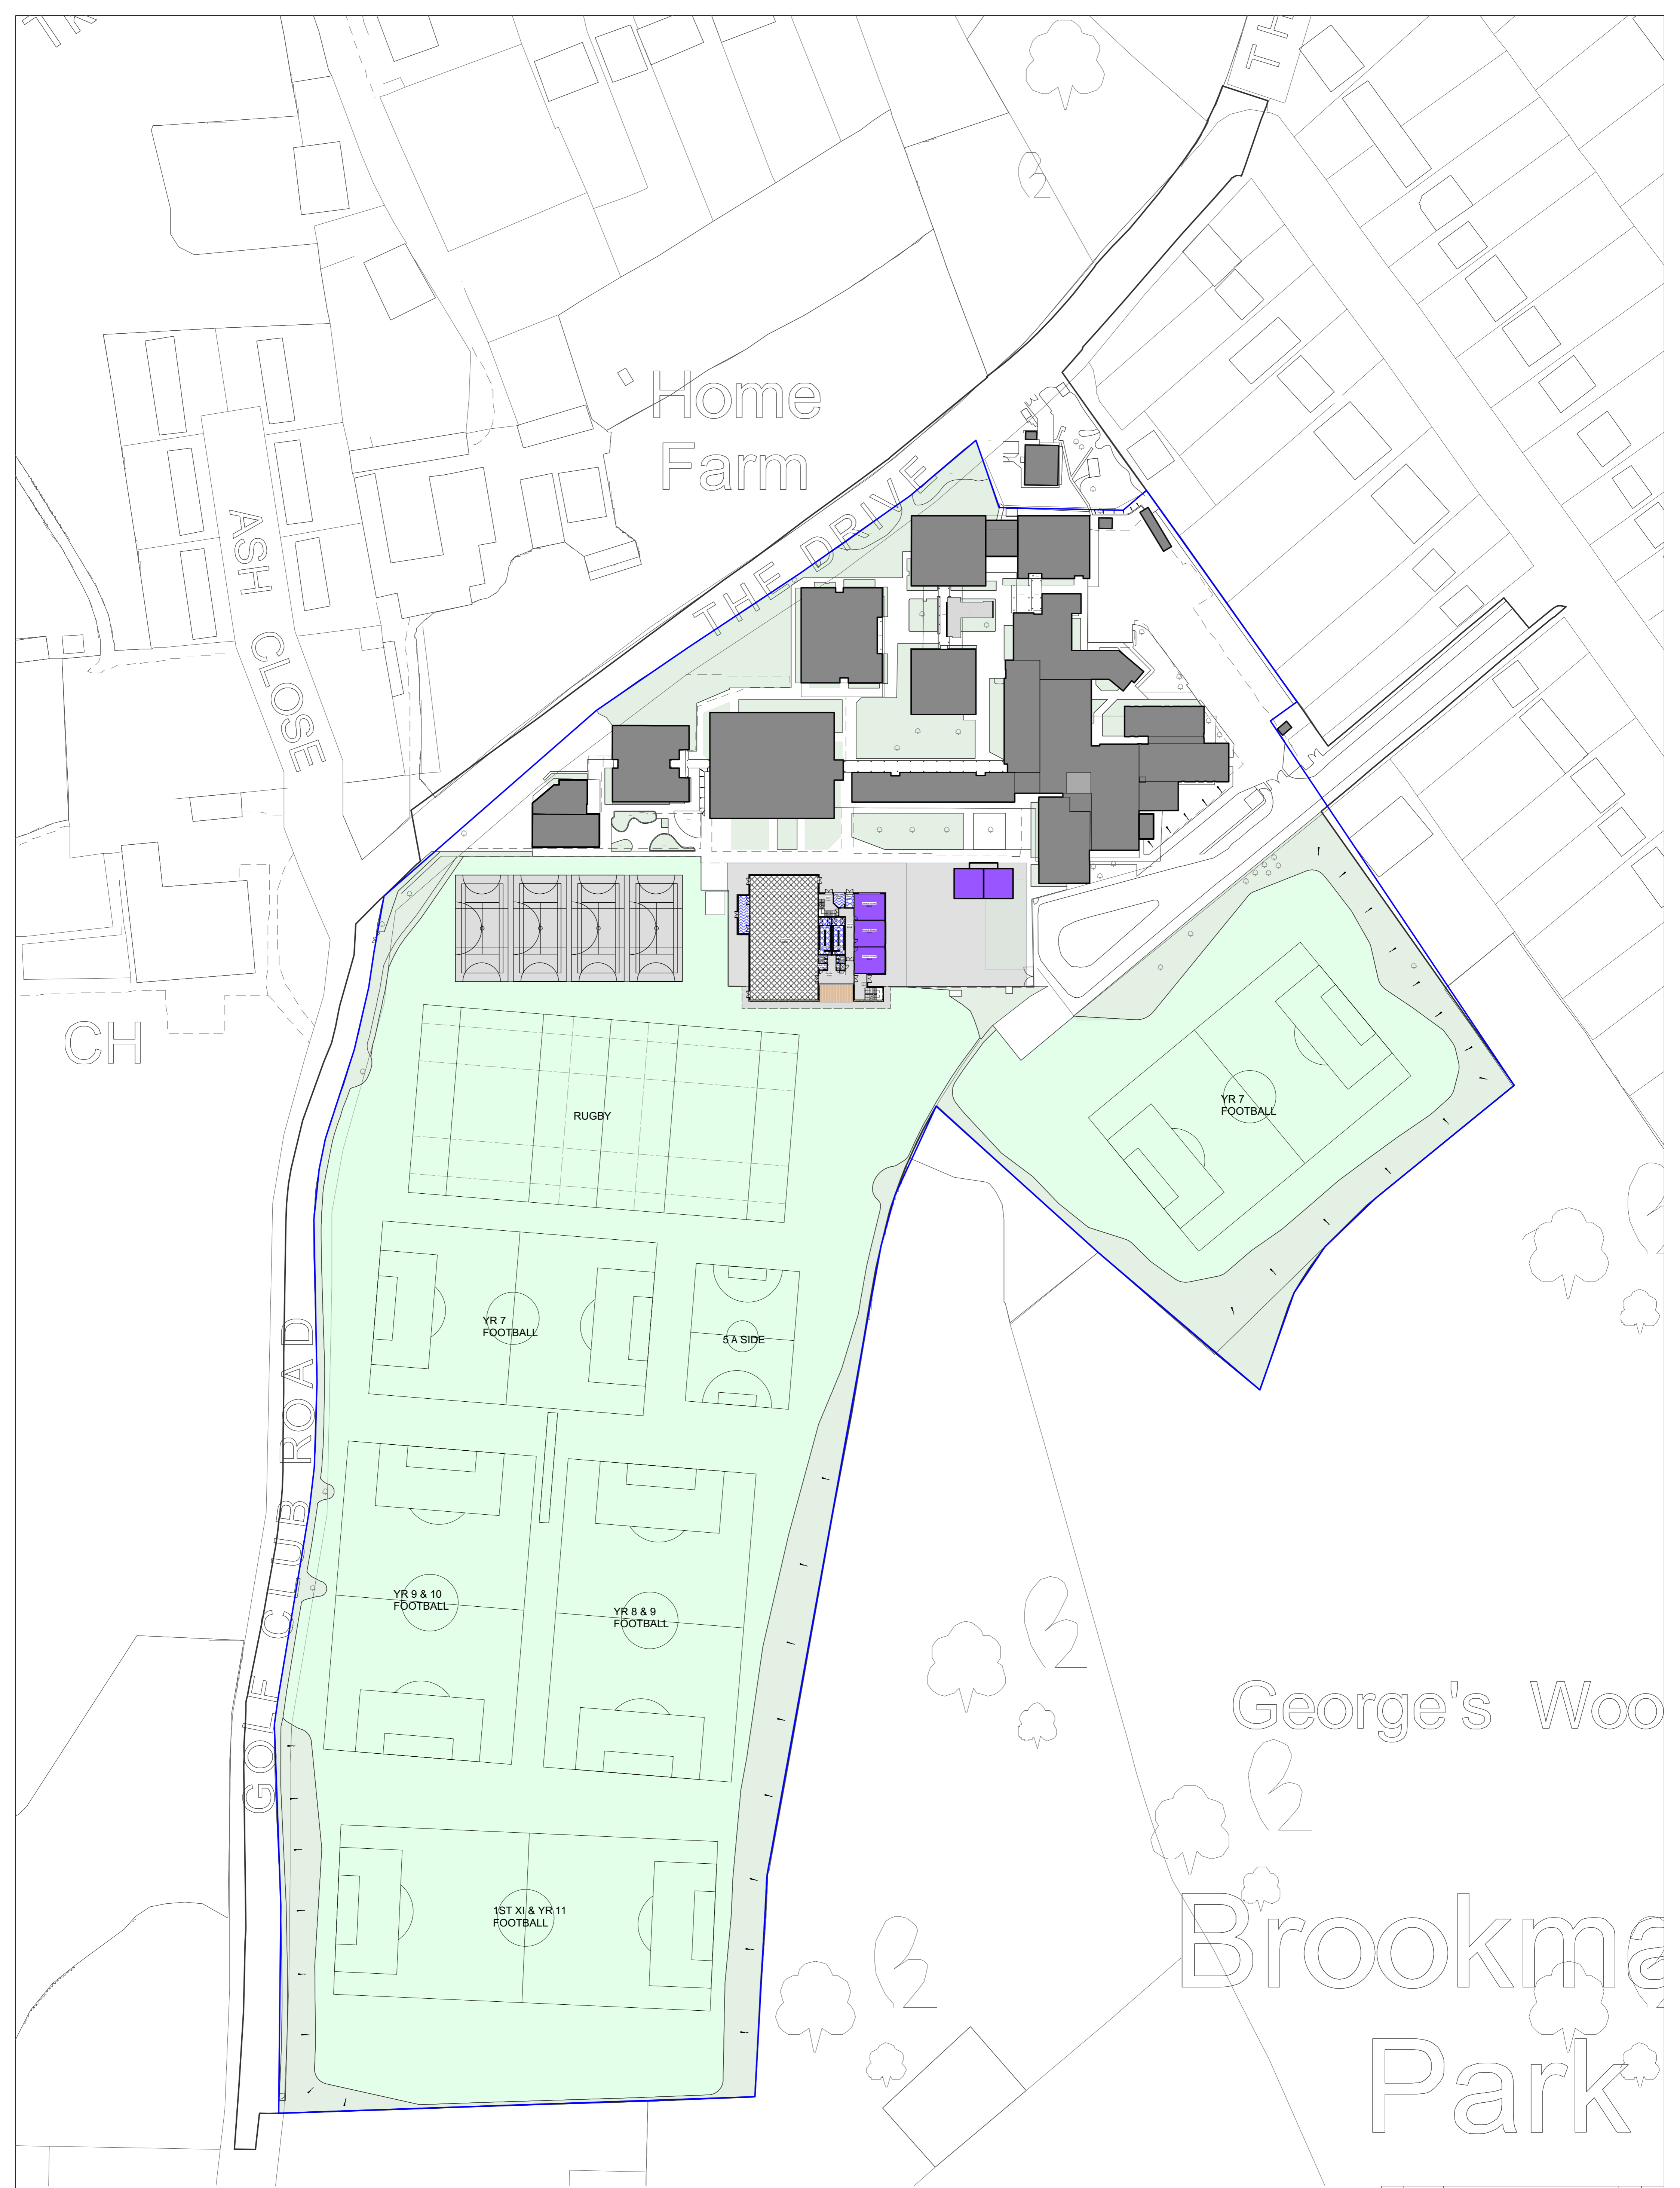 Home
Farm
THE DRIVE
ASH CLOSE
CH
RUGBY
YR 7
FOOTBALL
YR 7
FOOTBALL
5 A SIDE
GOLF CLUB ROAD
YR 9 & 10
FOOTBALL
YR 8 & 9
FOOTBALL
George's Woo
1ST XI & YR 11
FOOTBALL
Brookma
Park